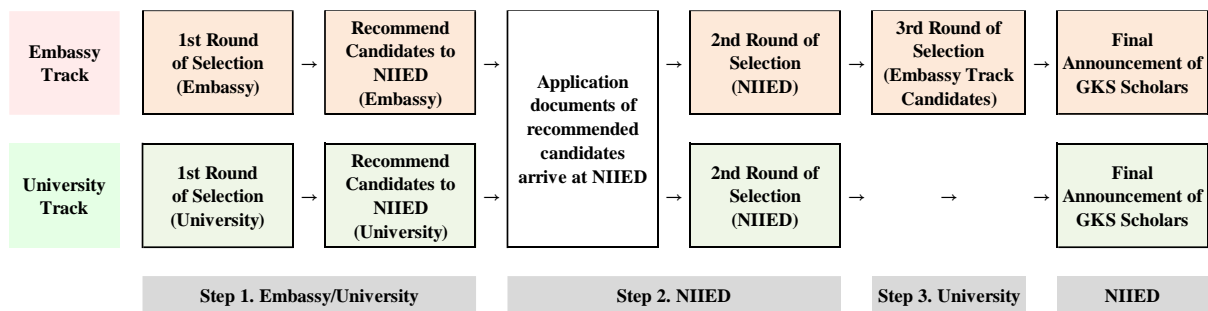 Embassy
Track
1st Round
of Selection
(Embassy)
→
Recommend
Candidates to
NIIED
(Embassy)
→
Application
documents of
recommended
candidates
arrive at NIIED
→
2nd Round of
Selection
(NIIED)
→
3rd Round of
Selection
(Embassy Track
Candidates)
→
Final
Announcement of
GKS Scholars
University
Track
1st Round
of Selection
(University)
→
Recommend
Candidates to
NIIED
(University)
→
→
2nd Round of
Selection
(NIIED)
→
→
→
Final
Announcement of
GKS Scholars
Step 1. Embassy/University
Step 2. NIIED
Step 3. University
NIIED